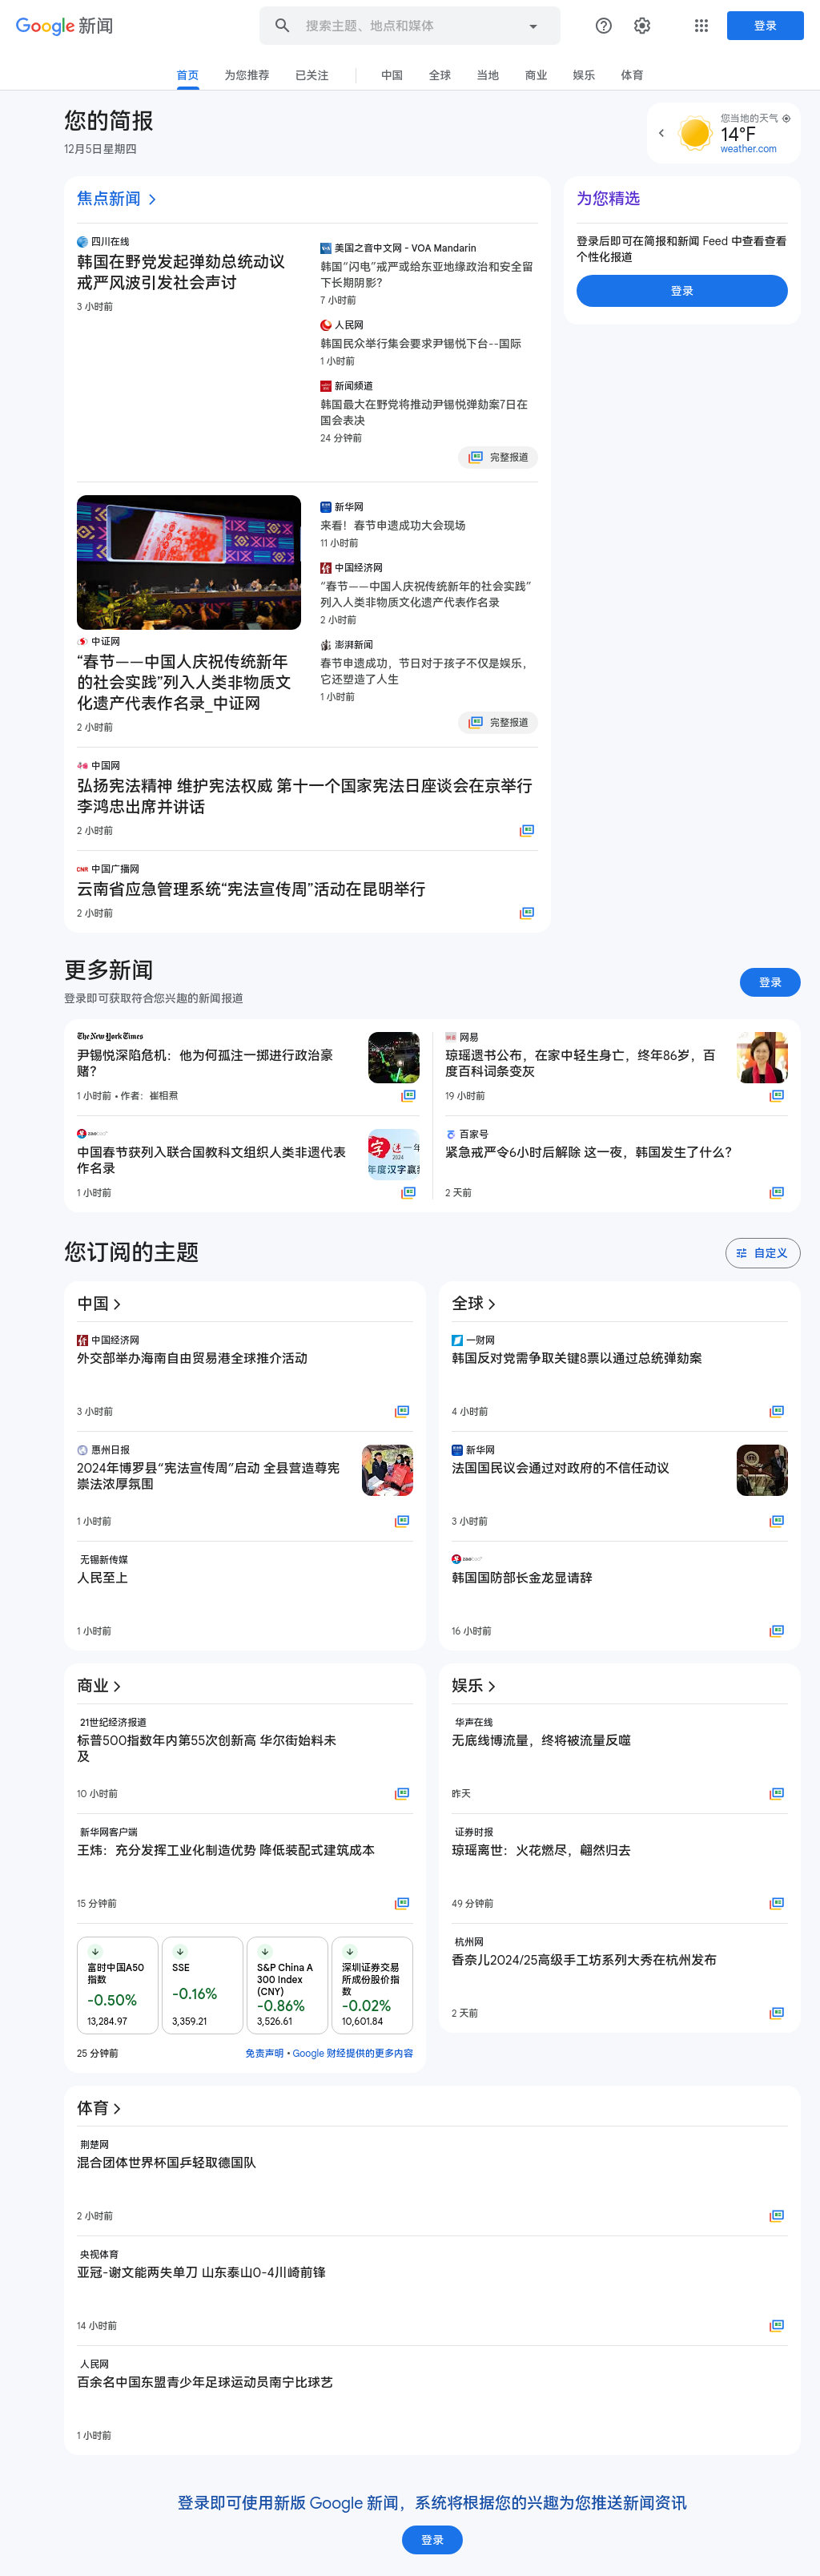 Google 新闻
搜索主题、地点和媒体
登录
首页
为您推荐
已关注
中国
全球
当地
商业
娱乐
体育
您的简报
12月5日星期四
您当地的天气
14°F
weather.com
焦点新闻
四川在线
韩国在野党发起弹劾总统动议
戒严风波引发社会声讨
3 小时前
美国之音中文网 - VOA Mandarin
韩国“闪电”戒严或给东亚地缘政治和安全留
下长期阴影？
7 小时前
人民网
韩国民众举行集会要求尹锡悦下台--国际
1 小时前
新闻频道
韩国最大在野党将推动尹锡悦弹劾案7日在
国会表决
24 分钟前
完整报道
中证网
“春节——中国人庆祝传统新年
的社会实践”列入人类非物质文
化遗产代表作名录_中证网
2 小时前
新华网
来看！春节申遗成功大会现场
11 小时前
中国经济网
“春节——中国人庆祝传统新年的社会实践”
列入人类非物质文化遗产代表作名录
2 小时前
澎湃新闻
春节申遗成功，节日对于孩子不仅是娱乐，
它还塑造了人生
1 小时前
完整报道
中国网
弘扬宪法精神 维护宪法权威 第十一个国家宪法日座谈会在京举行
李鸿忠出席并讲话
2 小时前
CNR 中国广播网
云南省应急管理系统“宪法宣传周”活动在昆明举行
2 小时前
为您精选
登录后即可在简报和新闻 Feed 中查看查看
个性化报道
登录
更多新闻
登录即可获取符合您兴趣的新闻报道
登录
The New York Times
尹锡悦深陷危机：他为何孤注一掷进行政治豪
赌？
1 小时前 • 作者：崔相焄
网易
琼瑶遗书公布，在家中轻生身亡，终年86岁，百
度百科词条变灰
19 小时前
中国春节获列入联合国教科文组织人类非遗代表
作名录
1 小时前
百家号
紧急戒严令6小时后解除 这一夜，韩国发生了什么？
2 天前
您订阅的主题
自定义
中国
中国经济网
外交部举办海南自由贸易港全球推介活动
3 小时前
惠州日报
2024年博罗县“宪法宣传周”启动 全县营造尊宪
崇法浓厚氛围
1 小时前
无锡新传媒
人民至上
1 小时前
全球
一财网
韩国反对党需争取关键8票以通过总统弹劾案
4 小时前
新华网
法国国民议会通过对政府的不信任动议
3 小时前
韩国国防部长金龙显请辞
16 小时前
商业
21世纪经济报道
标普500指数年内第55次创新高 华尔街始料未
及
10 小时前
新华网客户端
王炜：充分发挥工业化制造优势 降低装配式建筑成本
15 分钟前
富时中国A50
指数
-0.50%
13,284.97
SSE
-0.16%
3,359.21
S&P China A
300 Index
(CNY)
-0.86%
3,526.61
深圳证券交易
所成份股价指
数
-0.02%
10,601.84
25 分钟前
免责声明 • Google 财经提供的更多内容
娱乐
华声在线
无底线博流量，终将被流量反噬
昨天
证券时报
琼瑶离世：火花燃尽，翩然归去
49 分钟前
杭州网
香奈儿2024/25高级手工坊系列大秀在杭州发布
2 天前
体育
荆楚网
混合团体世界杯国乒轻取德国队
2 小时前
央视体育
亚冠-谢文能两失单刀 山东泰山0-4川崎前锋
14 小时前
人民网
百余名中国东盟青少年足球运动员南宁比球艺
1 小时前
登录即可使用新版 Google 新闻，系统将根据您的兴趣为您推送新闻资讯
登录